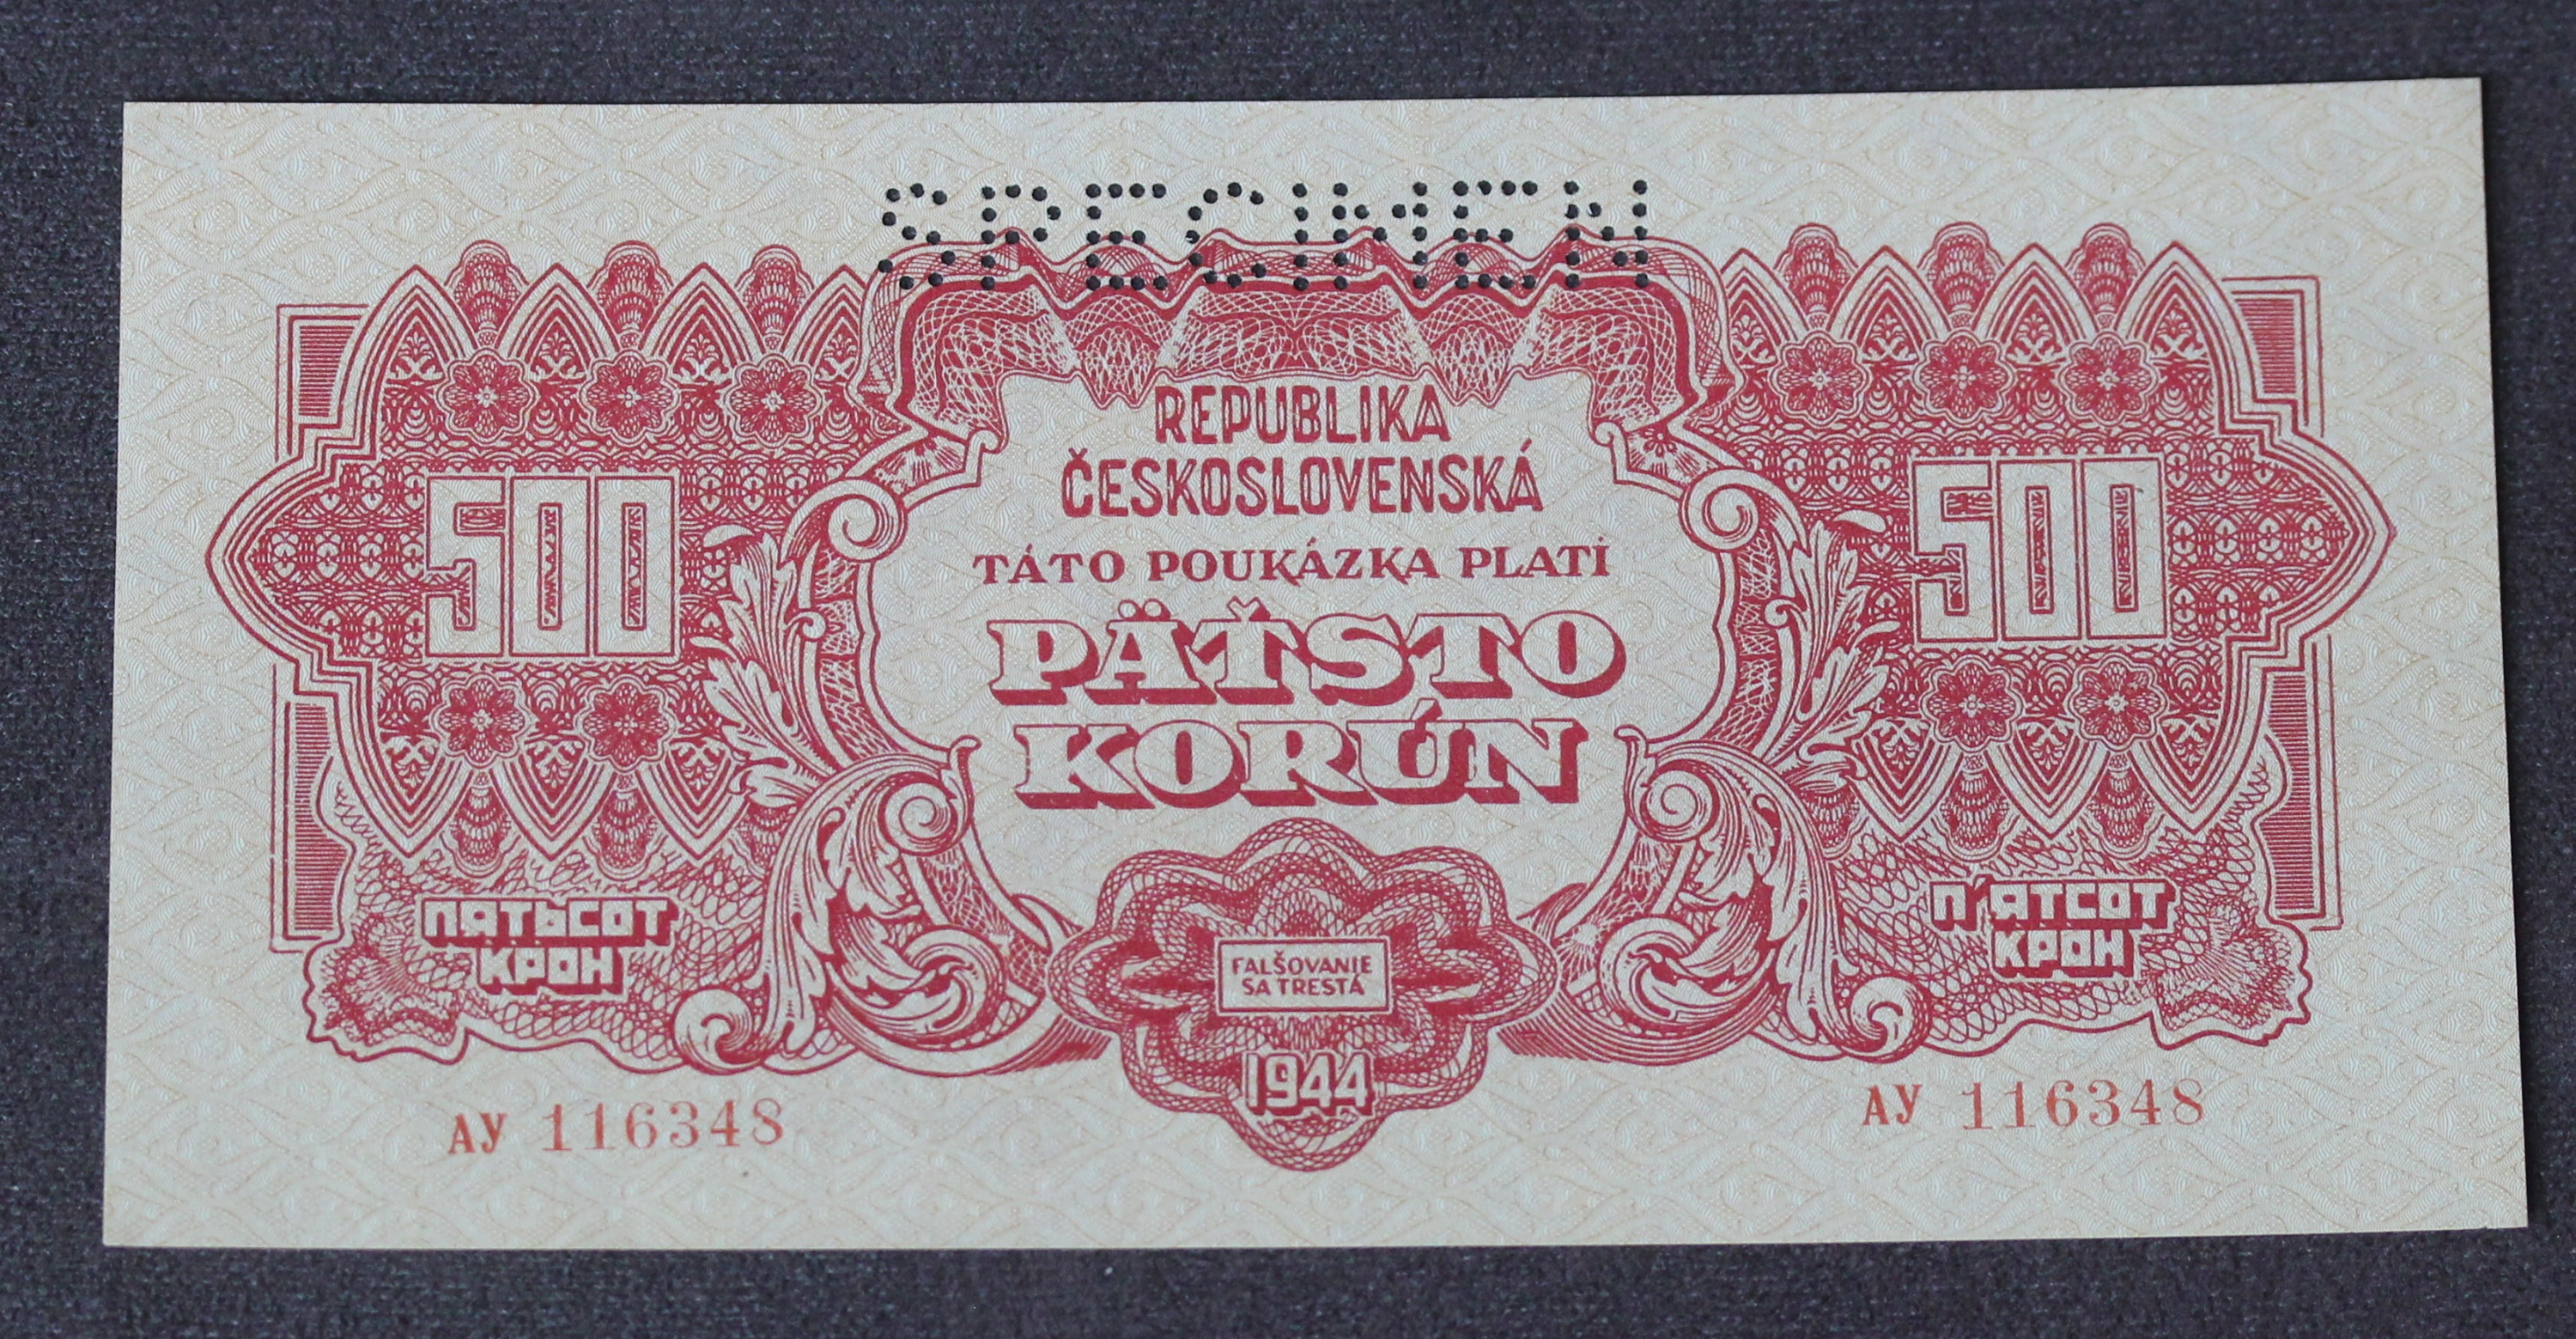 SPECIMEN
REPUBLIKA
ČESKOSLOVENSKÁ
TÁTO POUKÁZKA PLATÍ
PÄŤSTO
KORÚN
500
500
ПЯТЬСОТ
КРОН
П'ЯТСОТ
КРОН
FALŠOVANIE
SA TRESTÁ
1944
АУ 116348
АУ 116348